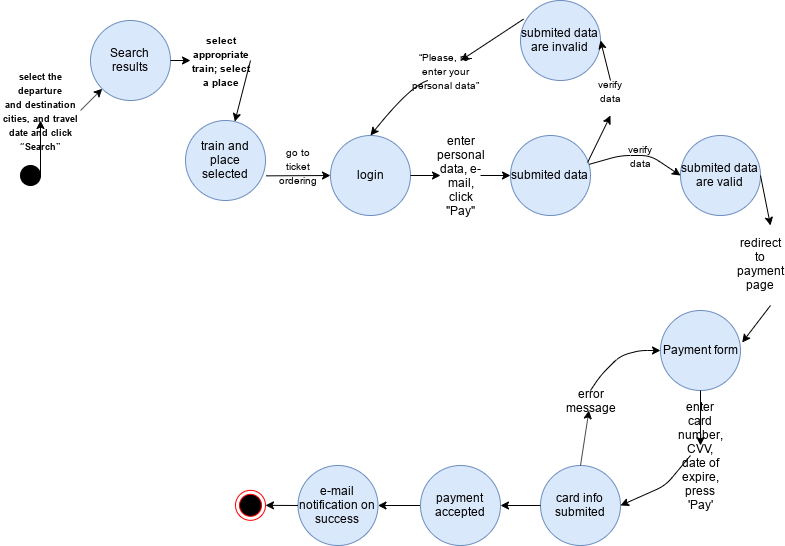 select the
departure
and destination
cities, and travel
date and click
“Search”
Search
results
select
appropriate
train; select
a place
train and
place
selected
go to
ticket
ordering
login
“Please, re-
enter your
personal data”
enter
personal
data, e-
mail,
click
"Pay"
submited data
verify
data
submited data
are invalid
verify
data
submited data
are valid
redirect
to
payment
page
Payment form
enter
card
number,
CVV,
date of
expire,
press
'Pay'
error
message
card info
submited
payment
accepted
e-mail
notification on
success